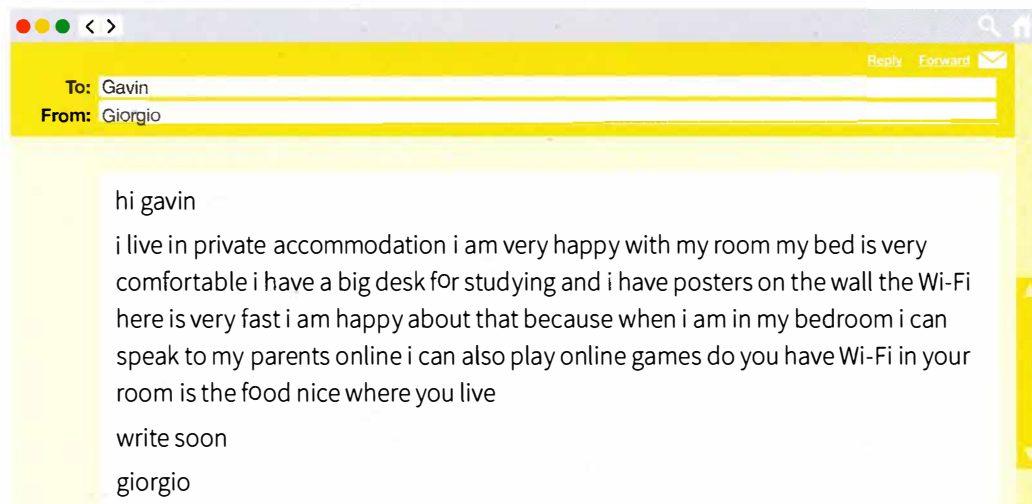 < >
Reply Forward
To: Gavin
From: Giorgio
hi gavin
i live in private accommodation i am very happy with my room my bed is very
comfortable i have a big desk for studying and i have posters on the wall the Wi-Fi
here is very fast i am happy about that because when i am in my bedroom i can
speak to my parents online i can also play online games do you have Wi-Fi in your
room is the food nice where you live
write soon
giorgio